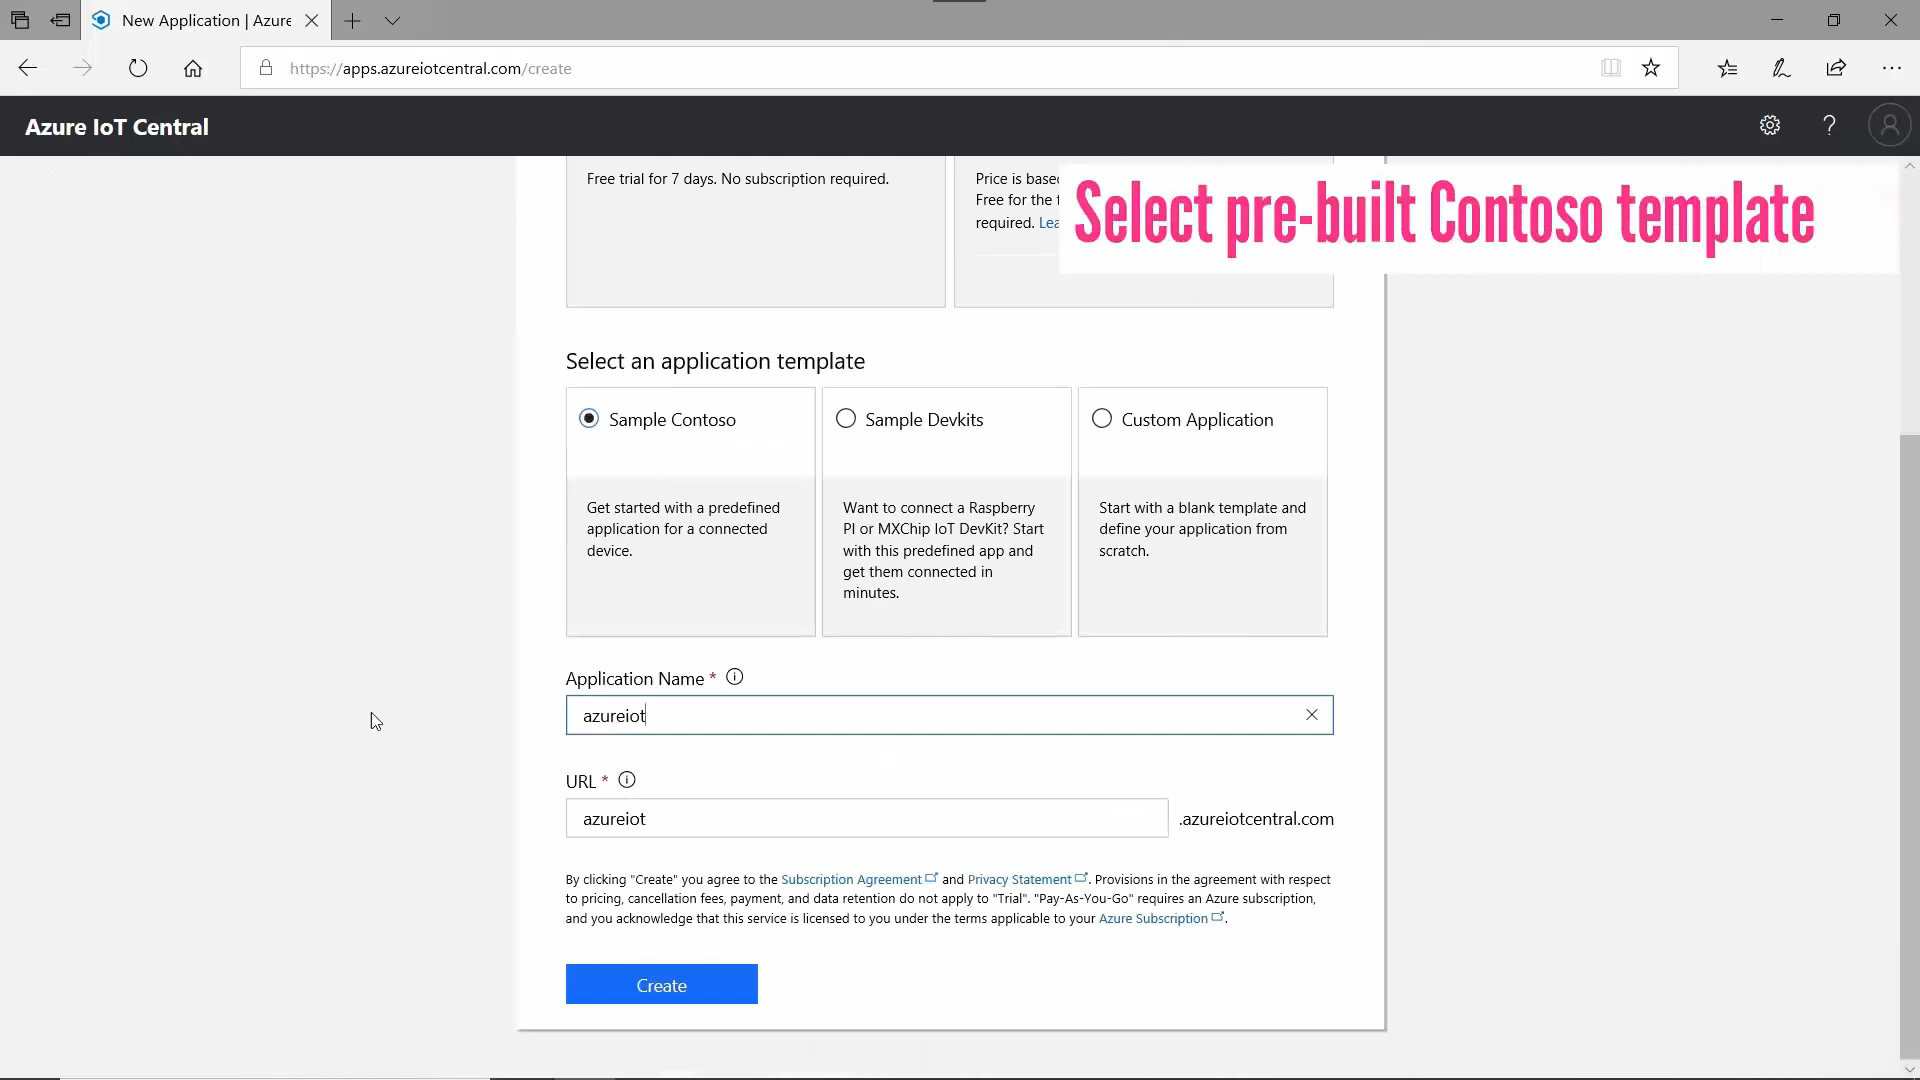 New Application | Azure
https://apps.azureiotcentral.com/create
Azure IoT Central
?
Free trial for 7 days. No subscription required.
Price is based
Free for the f
required. Lea
Select pre-built Contoso template
Select an application template
Sample Contoso
Get started with a predefined
application for a connected
device.
Sample Devkits
Want to connect a Raspberry
PI or MXChip IoT DevKit? Start
with this predefined app and
get them connected in
minutes.
Custom Application
Start with a blank template and
define your application from
scratch.
Application Name *
azureiot
URL *
azureiot .azureiotcentral.com
By clicking "Create" you agree to the Subscription Agreement and Privacy Statement. Provisions in the agreement with respect
to pricing, cancellation fees, payment, and data retention do not apply to "Trial". "Pay-As-You-Go" requires an Azure subscription,
and you acknowledge that this service is licensed to you under the terms applicable to your Azure Subscription.
Create